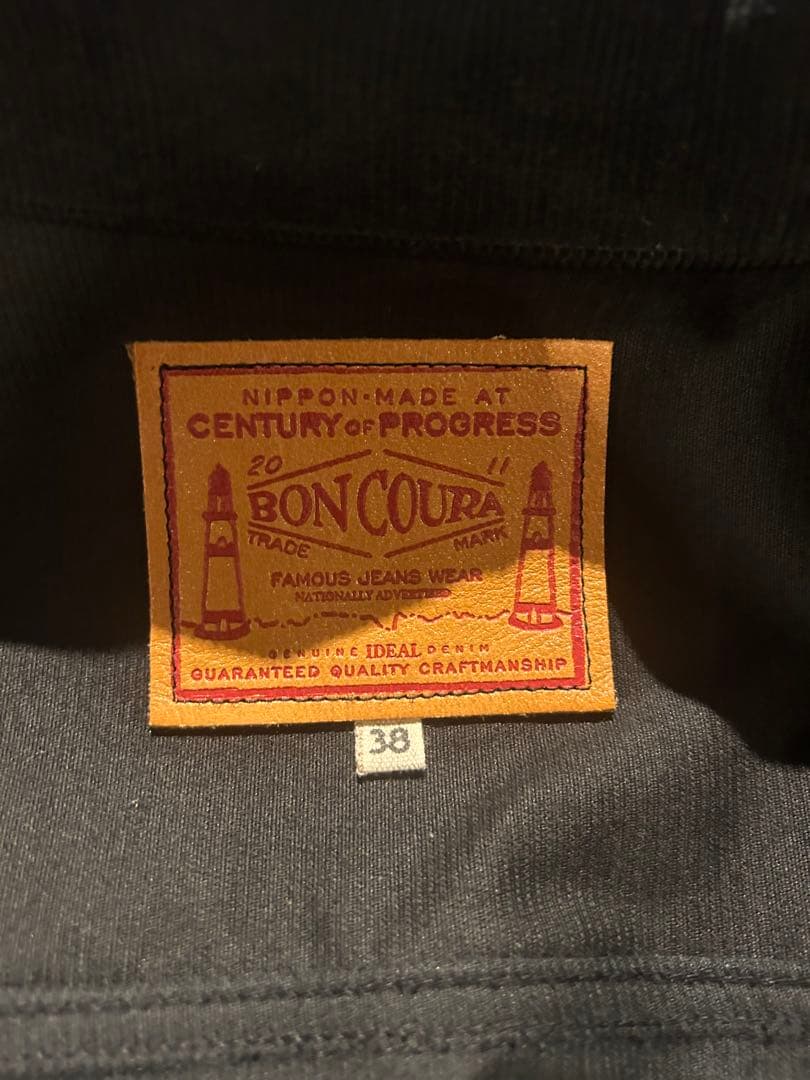 NIPPON·MADE AT
CENTURY OF PROGRESS
20 11
BON COURA
TRADE MARK
FAMOUS JEANS WEAR
NATIONALLY ADVERTISED
GENUINE IDEAL DENIM
GUARANTEED QUALITY CRAFTMANSHIP
38